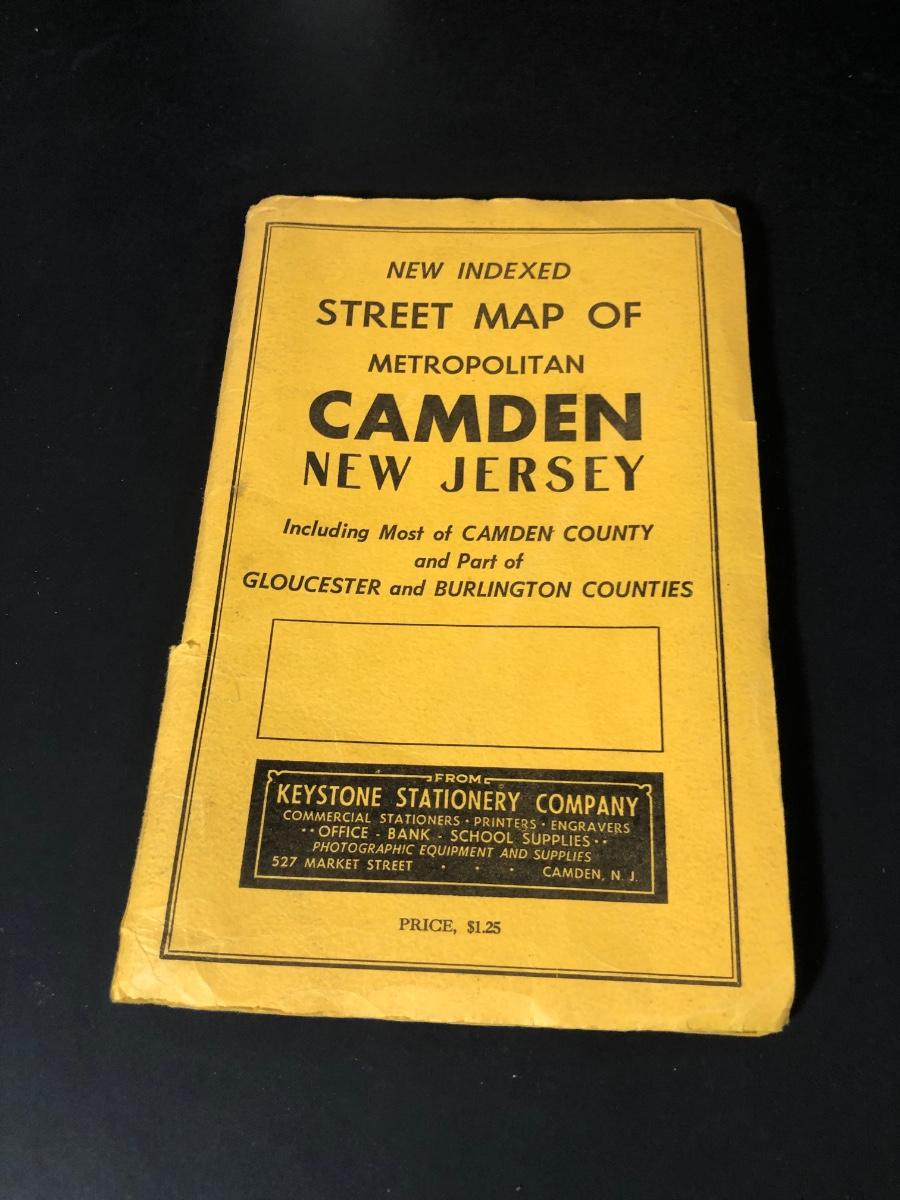 NEW INDEXED
STREET MAP OF
METROPOLITAN
CAMDEN
NEW JERSEY
Including Most of CAMDEN COUNTY
and Part of
GLOUCESTER and BURLINGTON COUNTIES
FROM
KEYSTONE STATIONERY COMPANY
COMMERCIAL STATIONERS · PRINTERS · ENGRAVERS
··OFFICE - BANK - SCHOOL SUPPLIES··
PHOTOGRAPHIC EQUIPMENT AND SUPPLIES
527 MARKET STREET · · · CAMDEN, N. J.
PRICE, $1.25